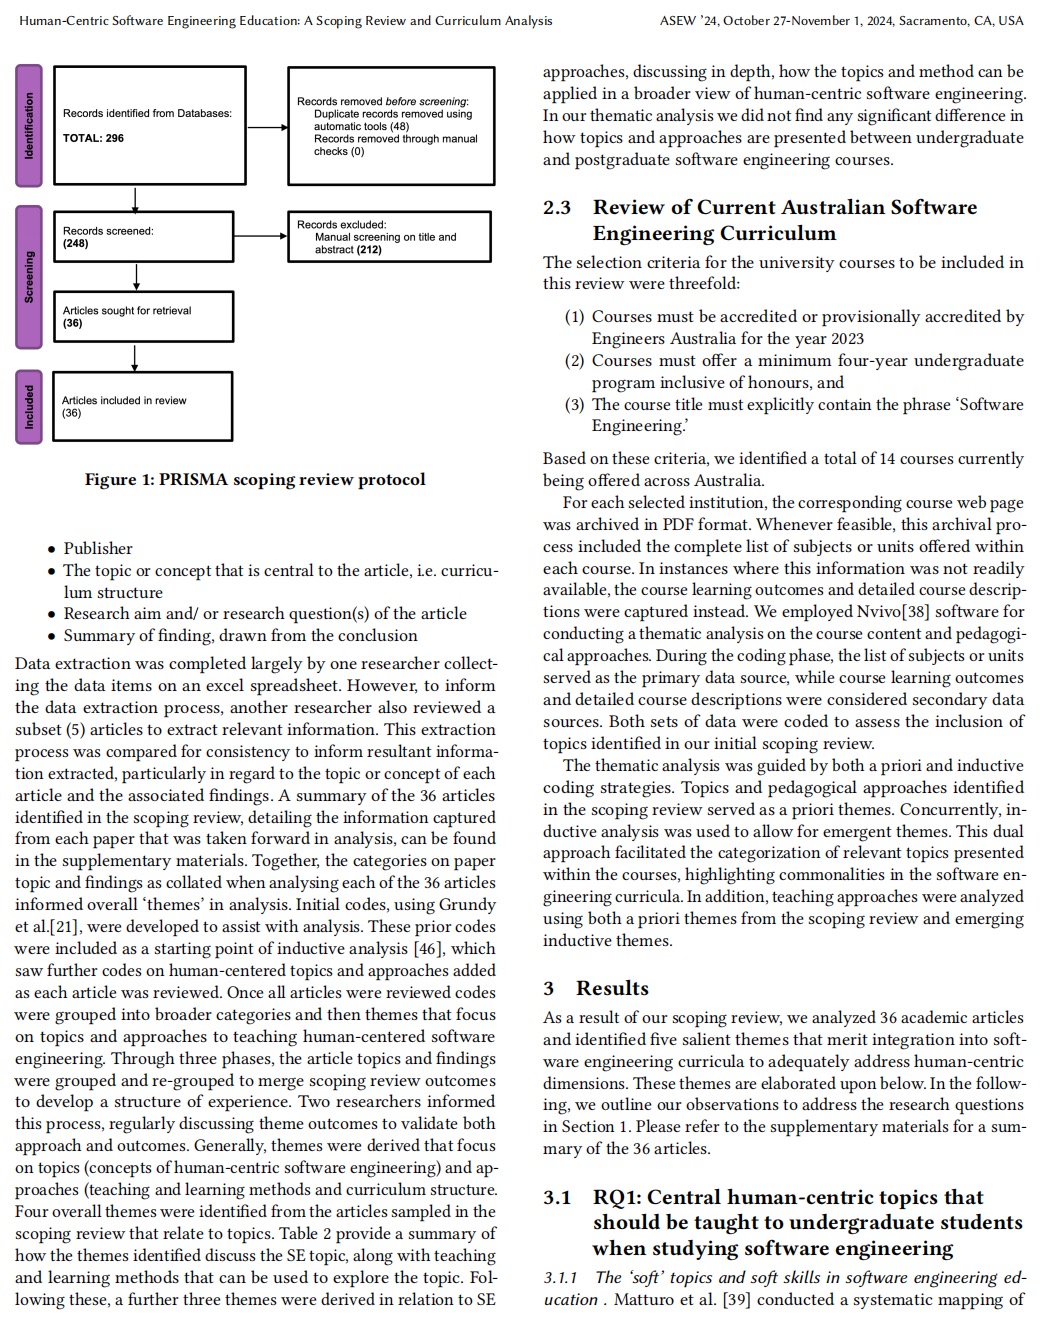 Human-Centric Software Engineering Education: A Scoping Review and Curriculum Analysis
ASEW ’24, October 27-November 1, 2024, Sacramento, CA, USA
Identification
Records identified from Databases:
TOTAL: 296
Records removed before screening:
Duplicate records removed using
automatic tools (48)
Records removed through manual
checks (0)
Screening
Records screened:
(248)
Records excluded:
Manual screening on title and
abstract (212)
Articles sought for retrieval
(36)
Included
Articles included in review
(36)
Figure 1: PRISMA scoping review protocol
• Publisher
• The topic or concept that is central to the article, i.e. curricu-
lum structure
• Research aim and/ or research question(s) of the article
• Summary of finding, drawn from the conclusion
Data extraction was completed largely by one researcher collect-
ing the data items on an excel spreadsheet. However, to inform
the data extraction process, another researcher also reviewed a
subset (5) articles to extract relevant information. This extraction
process was compared for consistency to inform resultant informa-
tion extracted, particularly in regard to the topic or concept of each
article and the associated findings. A summary of the 36 articles
identified in the scoping review, detailing the information captured
from each paper that was taken forward in analysis, can be found
in the supplementary materials. Together, the categories on paper
topic and findings as collated when analysing each of the 36 articles
informed overall ‘themes’ in analysis. Initial codes, using Grundy
et al.[21], were developed to assist with analysis. These prior codes
were included as a starting point of inductive analysis [46], which
saw further codes on human-centered topics and approaches added
as each article was reviewed. Once all articles were reviewed codes
were grouped into broader categories and then themes that focus
on topics and approaches to teaching human-centered software
engineering. Through three phases, the article topics and findings
were grouped and re-grouped to merge scoping review outcomes
to develop a structure of experience. Two researchers informed
this process, regularly discussing theme outcomes to validate both
approach and outcomes. Generally, themes were derived that focus
on topics (concepts of human-centric software engineering) and ap-
proaches (teaching and learning methods and curriculum structure.
Four overall themes were identified from the articles sampled in the
scoping review that relate to topics. Table 2 provide a summary of
how the themes identified discuss the SE topic, along with teaching
and learning methods that can be used to explore the topic. Fol-
lowing these, a further three themes were derived in relation to SE
approaches, discussing in depth, how the topics and method can be
applied in a broader view of human-centric software engineering.
In our thematic analysis we did not find any significant difference in
how topics and approaches are presented between undergraduate
and postgraduate software engineering courses.
2.3 Review of Current Australian Software
Engineering Curriculum
The selection criteria for the university courses to be included in
this review were threefold:
(1) Courses must be accredited or provisionally accredited by
Engineers Australia for the year 2023
(2) Courses must offer a minimum four-year undergraduate
program inclusive of honours, and
(3) The course title must explicitly contain the phrase ‘Software
Engineering.’
Based on these criteria, we identified a total of 14 courses currently
being offered across Australia.
For each selected institution, the corresponding course web page
was archived in PDF format. Whenever feasible, this archival pro-
cess included the complete list of subjects or units offered within
each course. In instances where this information was not readily
available, the course learning outcomes and detailed course descrip-
tions were captured instead. We employed Nvivo[38] software for
conducting a thematic analysis on the course content and pedagogi-
cal approaches. During the coding phase, the list of subjects or units
served as the primary data source, while course learning outcomes
and detailed course descriptions were considered secondary data
sources. Both sets of data were coded to assess the inclusion of
topics identified in our initial scoping review.
The thematic analysis was guided by both a priori and inductive
coding strategies. Topics and pedagogical approaches identified
in the scoping review served as a priori themes. Concurrently, in-
ductive analysis was used to allow for emergent themes. This dual
approach facilitated the categorization of relevant topics presented
within the courses, highlighting commonalities in the software en-
gineering curricula. In addition, teaching approaches were analyzed
using both a priori themes from the scoping review and emerging
inductive themes.
3 Results
As a result of our scoping review, we analyzed 36 academic articles
and identified five salient themes that merit integration into soft-
ware engineering curricula to adequately address human-centric
dimensions. These themes are elaborated upon below. In the follow-
ing, we outline our observations to address the research questions
in Section 1. Please refer to the supplementary materials for a sum-
mary of the 36 articles.
3.1 RQ1: Central human-centric topics that
should be taught to undergraduate students
when studying software engineering
3.1.1 The ‘soft’ topics and soft skills in software engineering ed-
ucation . Matturo et al. [39] conducted a systematic mapping of